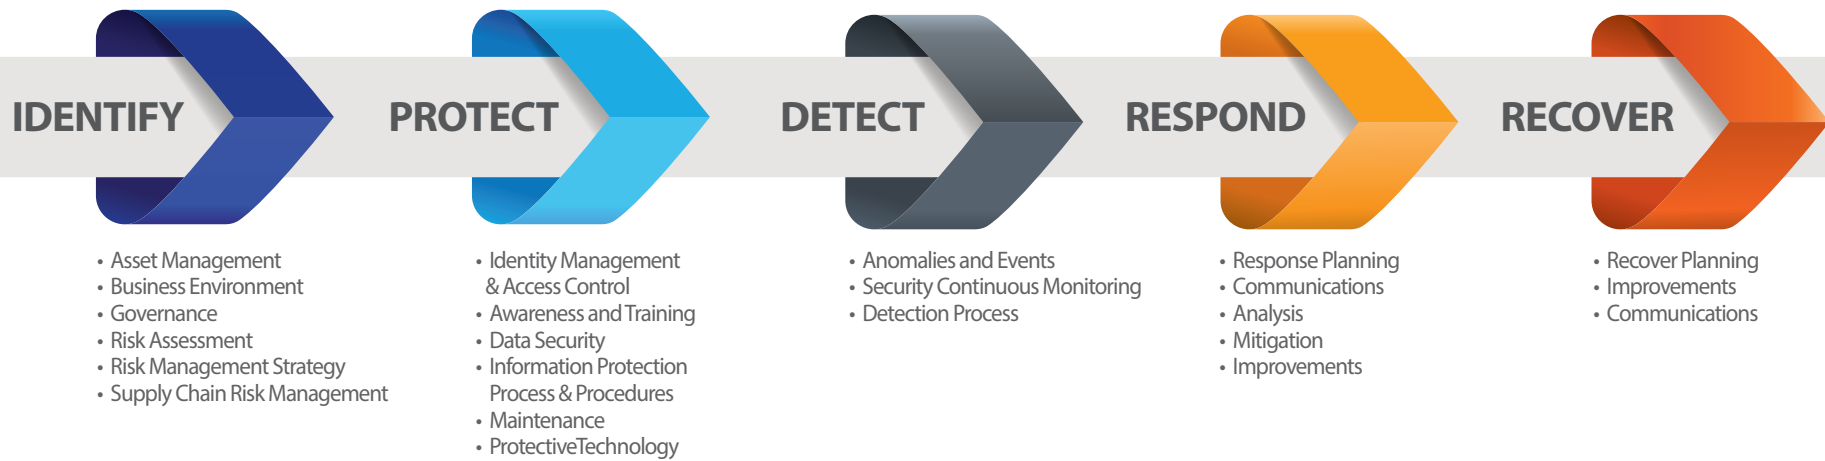 IDENTIFY
PROTECT
DETECT
RESPOND
RECOVER
• Asset Management
• Business Environment
• Governance
• Risk Assessment
• Risk Management Strategy
• Supply Chain Risk Management
• Identity Management
& Access Control
• Awareness and Training
• Data Security
• Information Protection
Process & Procedures
• Maintenance
• ProtectiveTechnology
• Anomalies and Events
• Security Continuous Monitoring
• Detection Process
• Response Planning
• Communications
• Analysis
• Mitigation
• Improvements
• Recover Planning
• Improvements
• Communications